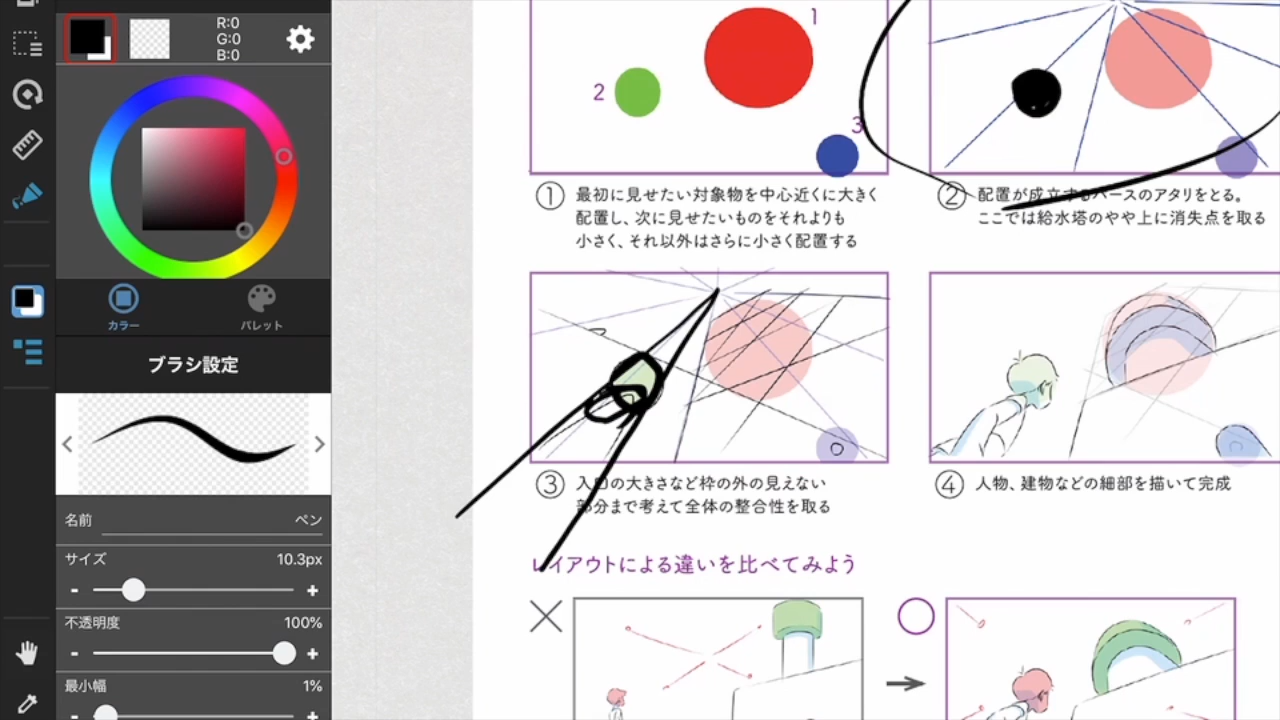 R:0
G:0
B:0
カラー
パレット
ブラシ設定
名前
ペン
サイズ
10.3px
-
+
不透明度
100%
-
+
最小幅
1%
-
+
1
2
3
① 最初に見せたい対象物を中心近くに大きく
配置し、次に見せたいものをそれよりも
小さく、それ以外はさらに小さく配置する
② 配置が成立するパースのアタリをとる。
ここでは給水塔のやや上に消失点を取る
③ 入口の大きさなど枠の外の見えない
部分まで考えて全体の整合性を取る
④ 人物、建物などの細部を描いて完成
レイアウトによる違いを比べてみよう